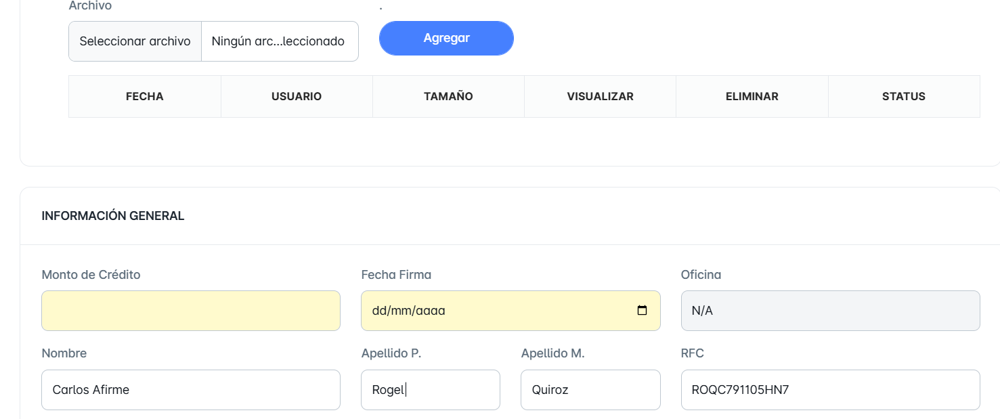 Archivo .
Seleccionar archivo Ningún arc...leccionado Agregar
FECHA USUARIO TAMAÑO VISUALIZAR ELIMINAR STATUS
INFORMACIÓN GENERAL
Monto de Crédito Fecha Firma Oficina
dd/mm/aaaa N/A
Nombre Apellido P. Apellido M. RFC
Carlos Afirme Rogel Quiroz ROQC791105HN7